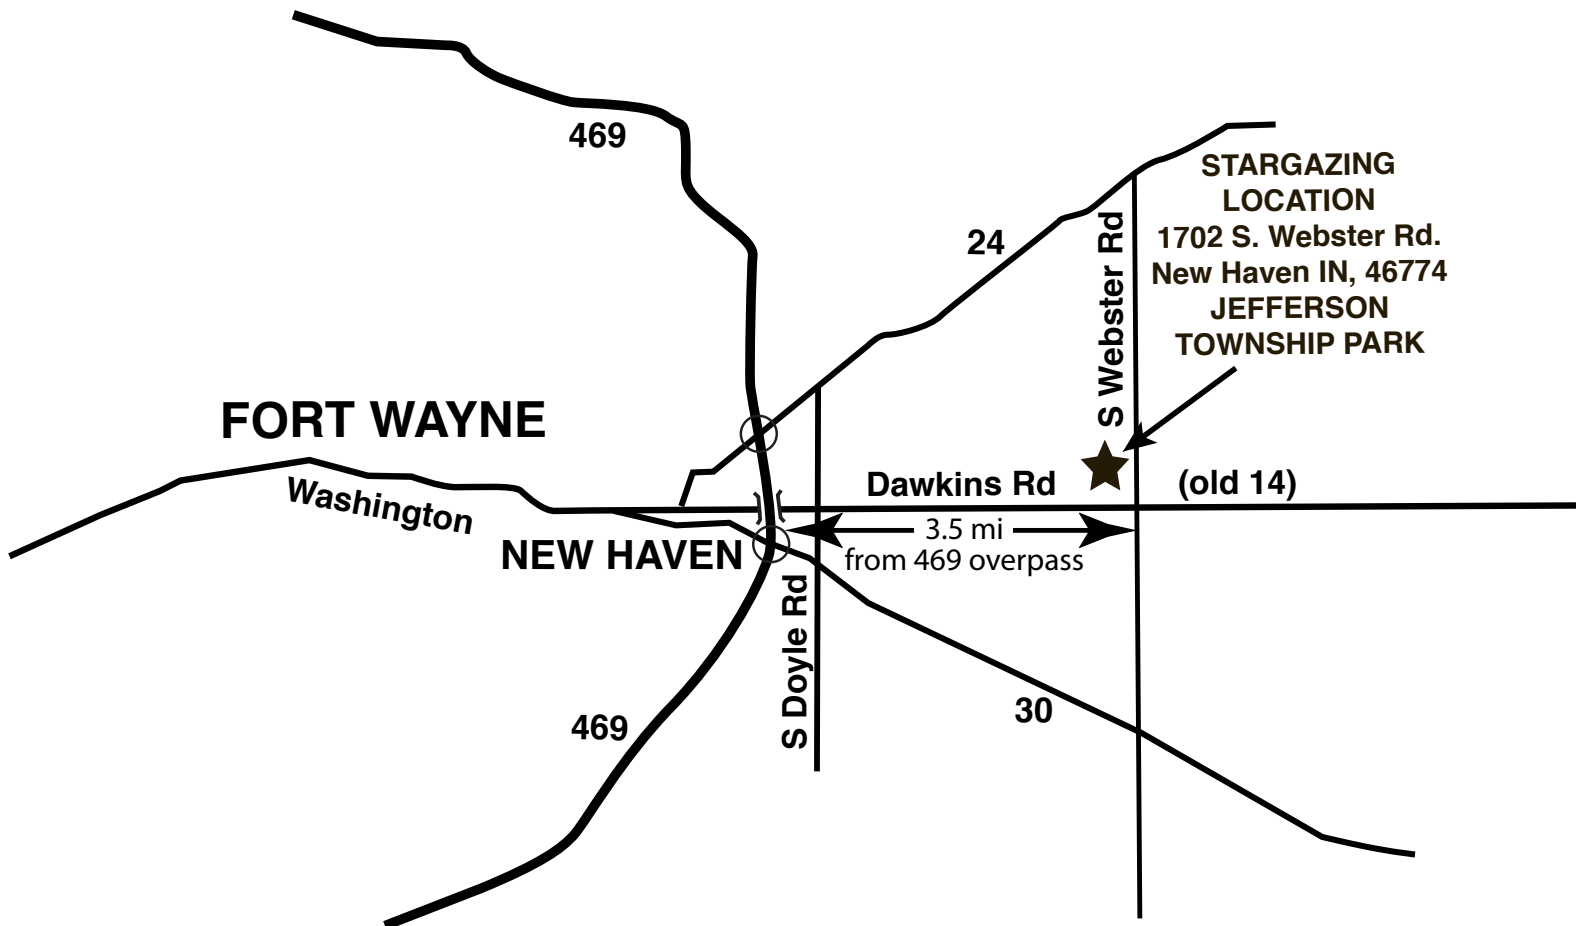 469
STARGAZING
LOCATION
1702 S. Webster Rd.
New Haven IN, 46774
JEFFERSON
TOWNSHIP PARK
24
S Webster Rd
FORT WAYNE
Washington
Dawkins Rd
(old 14)
NEW HAVEN
3.5 mi
from 469 overpass
S Doyle Rd
469
30